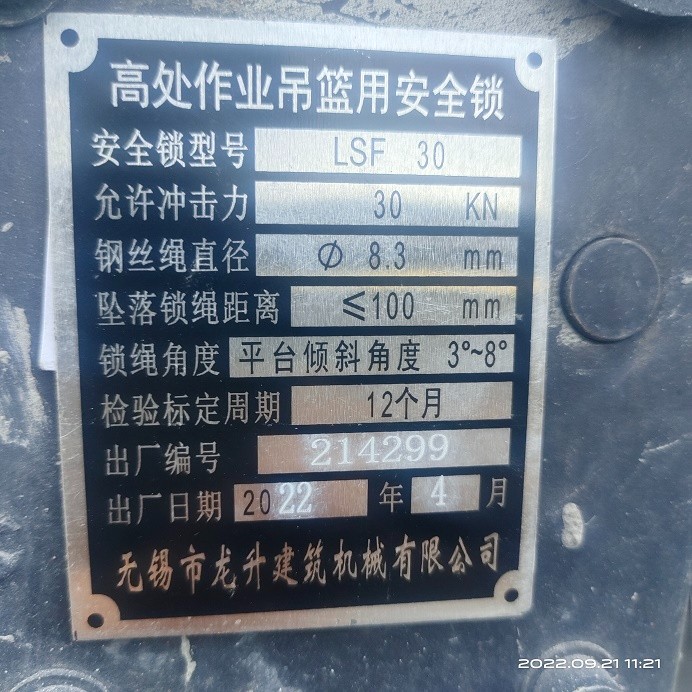 高处作业吊篮用安全锁
安全锁型号 LSF 30
允许冲击力 30 KN
钢丝绳直径 Ø 8.3 mm
坠落锁绳距离 ≤100 mm
锁绳角度 平台倾斜角度 3°~8°
检验标定周期 12个月
出厂编号 214299
出厂日期 2022 年 4 月
无锡市龙升建筑机械有限公司
2022.09.21 11:21